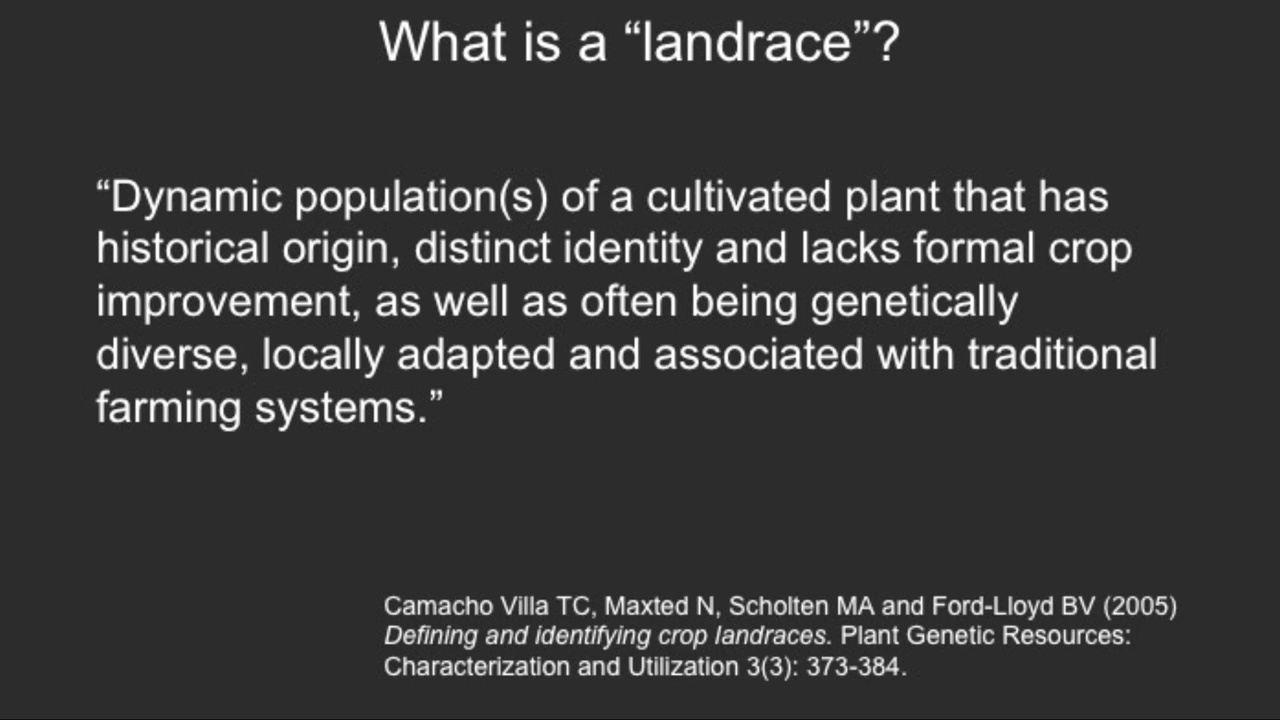 What is a “landrace”?
“Dynamic population(s) of a cultivated plant that has
historical origin, distinct identity and lacks formal crop
improvement, as well as often being genetically
diverse, locally adapted and associated with traditional
farming systems.”
Camacho Villa TC, Maxted N, Scholten MA and Ford-Lloyd BV (2005)
Defining and identifying crop landraces. Plant Genetic Resources:
Characterization and Utilization 3(3): 373-384.